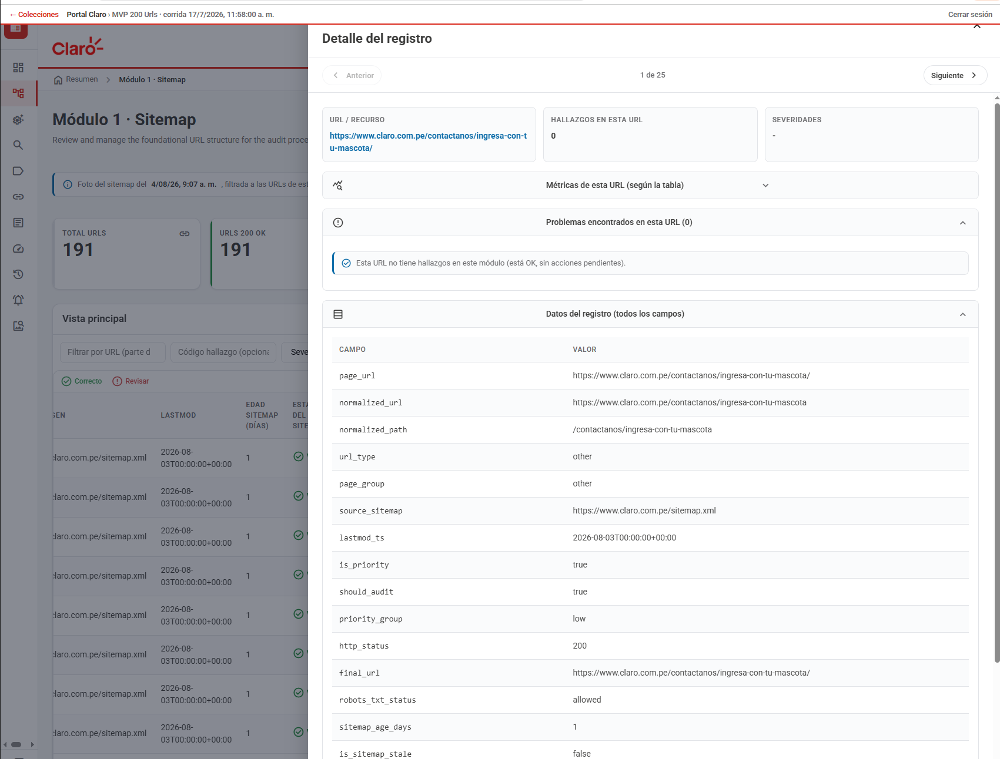 ← Colecciones Portal Claro › MVP 200 Urls · corrida 17/7/2026, 11:58:00 a. m. Cerrar sesión
Claro
Resumen > Módulo 1 · Sitemap
Módulo 1 · Sitemap
Review and manage the foundational URL structure for the audit proce
Foto del sitemap del 4/08/26, 9:07 a. m. , filtrada a las URLs de est
TOTAL URLS
191
URLS 200 OK
191
Vista principal
Filtrar por URL (parte d
Código hallazgo (opciona
Seve
Correcto
Revisar
GEN
LASTMOD
EDAD SITEMAP (DÍAS)
ESTA
DEL
SITE
claro.com.pe/sitemap.xml 2026-08-03T00:00:00+00:00 1
claro.com.pe/sitemap.xml 2026-08-03T00:00:00+00:00 1
claro.com.pe/sitemap.xml 2026-08-03T00:00:00+00:00 1
claro.com.pe/sitemap.xml 2026-08-03T00:00:00+00:00 1
claro.com.pe/sitemap.xml 2026-08-03T00:00:00+00:00 1
claro.com.pe/sitemap.xml 2026-08-03T00:00:00+00:00 1
claro.com.pe/sitemap.xml 2026-08-03T00:00:00+00:00 1
claro.com.pe/sitemap.xml 2026-08-03T00:00:00+00:00 1
Detalle del registro
Anterior
1 de 25
Siguiente
URL / RECURSO
https://www.claro.com.pe/contactanos/ingresa-con-t
u-mascota/
HALLAZGOS EN ESTA URL
0
SEVERIDADES
-
Métricas de esta URL (según la tabla)
Problemas encontrados en esta URL (0)
Esta URL no tiene hallazgos en este módulo (está OK, sin acciones pendientes).
Datos del registro (todos los campos)
CAMPO VALOR
page_url https://www.claro.com.pe/contactanos/ingresa-con-tu-mascota/
normalized_url https://www.claro.com.pe/contactanos/ingresa-con-tu-mascota
normalized_path /contactanos/ingresa-con-tu-mascota
url_type other
page_group other
source_sitemap https://www.claro.com.pe/sitemap.xml
lastmod_ts 2026-08-03T00:00:00+00:00
is_priority true
should_audit true
priority_group low
http_status 200
final_url https://www.claro.com.pe/contactanos/ingresa-con-tu-mascota/
robots_txt_status allowed
sitemap_age_days 1
is_sitemap_stale false